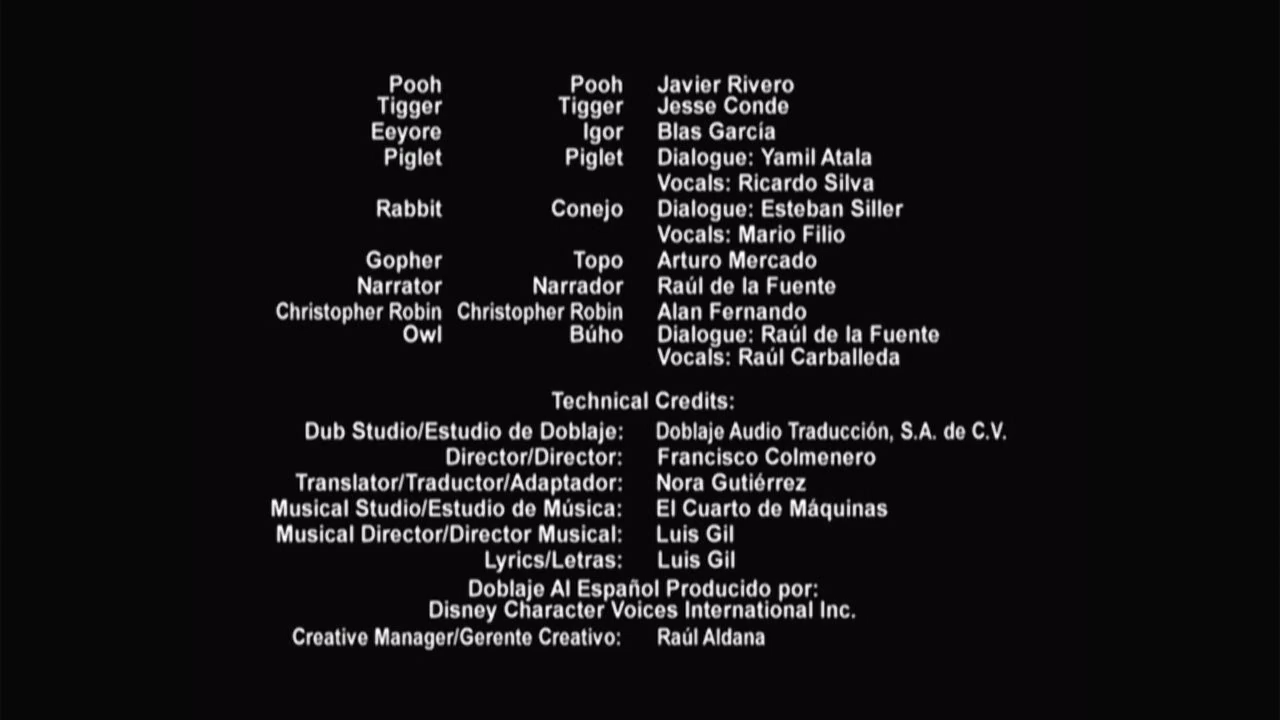 Pooh Pooh Javier Rivero
Tigger Tigger Jesse Conde
Eeyore Igor Blas García
Piglet Piglet Dialogue: Yamil Atala
Vocals: Ricardo Silva
Rabbit Conejo Dialogue: Esteban Siller
Vocals: Mario Filio
Gopher Topo Arturo Mercado
Narrator Narrador Raúl de la Fuente
Christopher Robin Christopher Robin Alan Fernando
Owl Búho Dialogue: Raúl de la Fuente
Vocals: Raúl Carballeda
Technical Credits:
Dub Studio/Estudio de Doblaje: Doblaje Audio Traducción, S.A. de C.V.
Director/Director: Francisco Colmenero
Translator/Traductor/Adaptador: Nora Gutiérrez
Musical Studio/Estudio de Música: El Cuarto de Máquinas
Musical Director/Director Musical: Luis Gil
Lyrics/Letras: Luis Gil
Doblaje Al Español Producido por:
Disney Character Voices International Inc.
Creative Manager/Gerente Creativo: Raúl Aldana